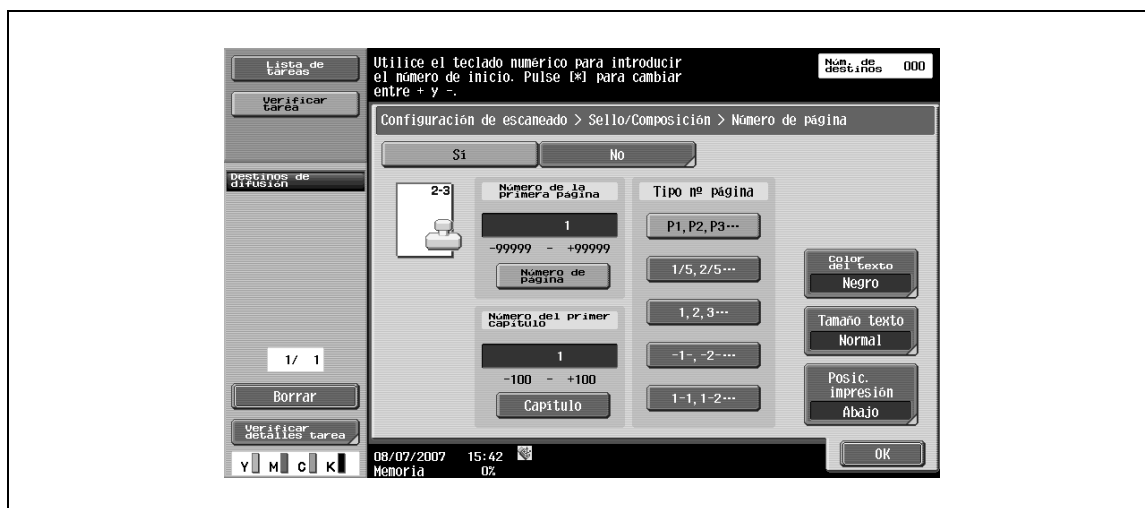 Lista de
tareas
Verificar
tarea
Utilice el teclado numérico para introducir
el número de inicio. Pulse [*] para cambiar
entre + y -.
Núm. de
destinos 000
Configuración de escaneado > Sello/Composición > Número de página
Sí No
Destinos de
difusión
2-3
Número de la
primera página
1
-99999 - +99999
Número de
página
Número del primer
capítulo
1
-100 - +100
Capítulo
Tipo nº página
P1,P2,P3···
1/5,2/5···
1,2,3···
-1-,-2-···
1-1,1-2···
Color
del texto
Negro
Tamaño texto
Normal
Posic.
impresión
Abajo
1/ 1
Borrar
Verificar
detalles tarea
Y M C K
08/07/2007 15:42
Memoria 0%
OK